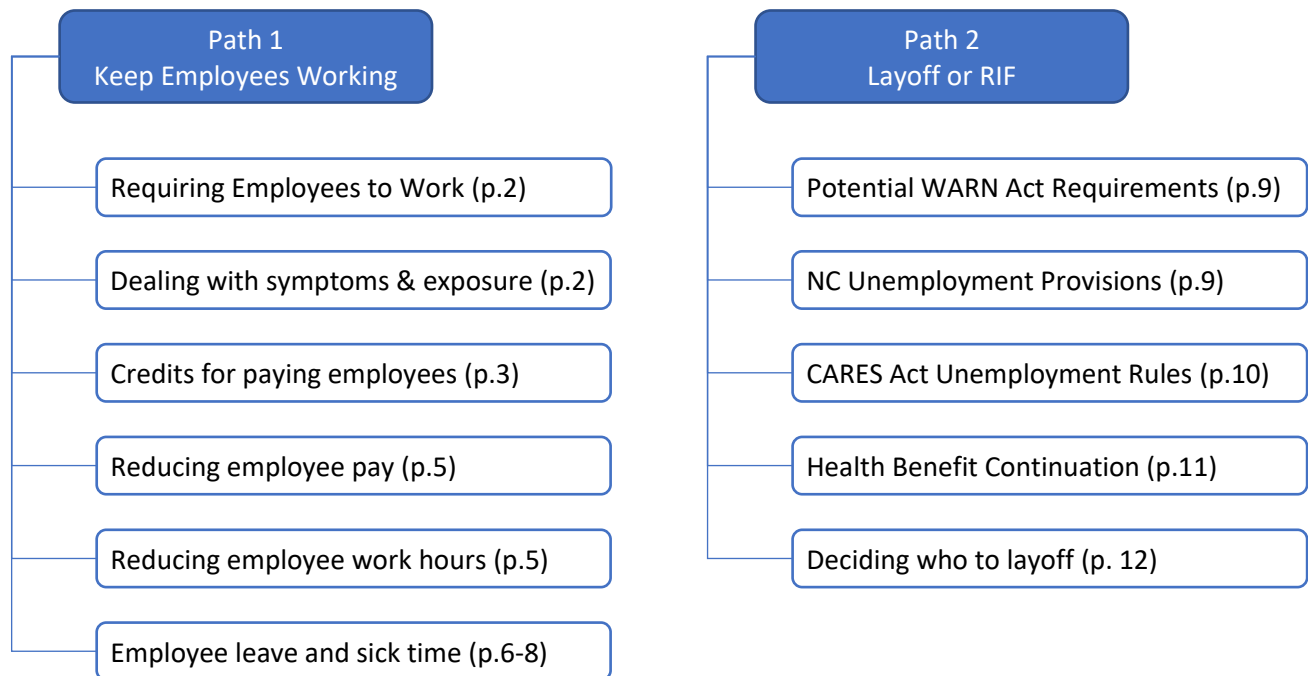 Path 1
Keep Employees Working
Requiring Employees to Work (p.2)
Dealing with symptoms & exposure (p.2)
Credits for paying employees (p.3)
Reducing employee pay (p.5)
Reducing employee work hours (p.5)
Employee leave and sick time (p.6-8)
Path 2
Layoff or RIF
Potential WARN Act Requirements (p.9)
NC Unemployment Provisions (p.9)
CARES Act Unemployment Rules (p.10)
Health Benefit Continuation (p.11)
Deciding who to layoff (p. 12)